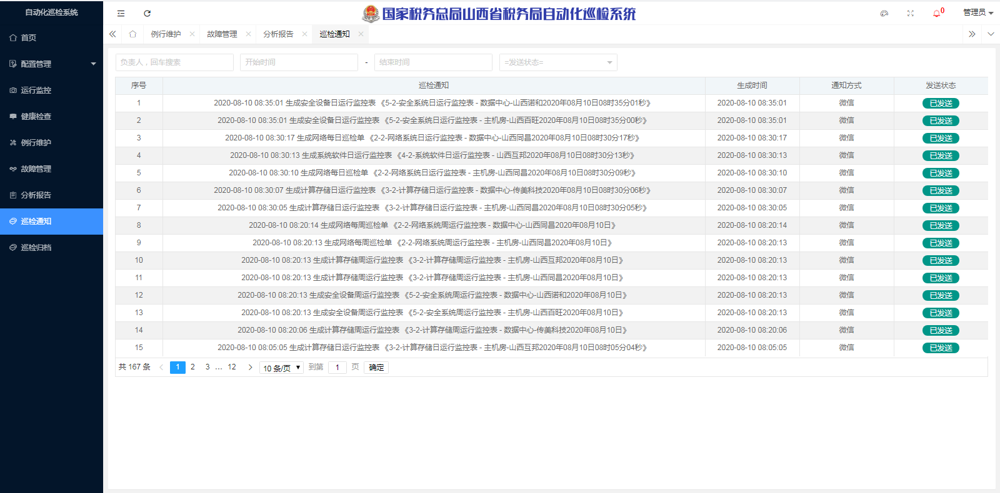 自动化巡检系统
国家税务总局山西省税务局自动化巡检系统
0
管理员
首页
配置管理
运行监控
健康检查
例行维护
故障管理
分析报告
巡检通知
巡检归档
例行维护 故障管理 分析报告 巡检通知
负责人，回车搜索 开始时间 - 结束时间 =发送状态=
序号 巡检通知 生成时间 通知方式 发送状态
1 2020-08-10 08:35:01 生成安全设备日运行监控表 《5-2-安全系统日运行监控表 - 数据中心-山西诺和2020年08月10日08时35分01秒》 2020-08-10 08:35:01 微信 已发送
2 2020-08-10 08:35:01 生成安全设备日运行监控表 《5-2-安全系统日运行监控表 - 主机房-山西百旺2020年08月10日08时35分00秒》 2020-08-10 08:35:01 微信 已发送
3 2020-08-10 08:30:17 生成网络每日巡检单 《2-2-网络系统日运行监控表 - 数据中心-山西同昌2020年08月10日08时30分17秒》 2020-08-10 08:30:17 微信 已发送
4 2020-08-10 08:30:13 生成系统软件日运行监控表 《4-2-系统软件日运行监控表 - 山西互邦2020年08月10日08时30分13秒》 2020-08-10 08:30:13 微信 已发送
5 2020-08-10 08:30:10 生成网络每日巡检单 《2-2-网络系统日运行监控表 - 主机房-山西同昌2020年08月10日08时30分09秒》 2020-08-10 08:30:10 微信 已发送
6 2020-08-10 08:30:07 生成计算存储日运行监控表 《3-2-计算存储日运行监控表 - 数据中心-传美科技2020年08月10日08时30分06秒》 2020-08-10 08:30:07 微信 已发送
7 2020-08-10 08:30:05 生成计算存储日运行监控表 《3-2-计算存储日运行监控表 - 主机房-山西同昌2020年08月10日08时30分05秒》 2020-08-10 08:30:05 微信 已发送
8 2020-08-10 08:20:14 生成网络每周巡检单 《2-2-网络系统周运行监控表 - 数据中心-山西同昌2020年08月10日》 2020-08-10 08:20:14 微信 已发送
9 2020-08-10 08:20:13 生成网络每周巡检单 《2-2-网络系统周运行监控表 - 主机房-山西同昌2020年08月10日》 2020-08-10 08:20:13 微信 已发送
10 2020-08-10 08:20:13 生成计算存储周运行监控表 《3-2-计算存储周运行监控表 - 主机房-山西互邦2020年08月10日》 2020-08-10 08:20:13 微信 已发送
11 2020-08-10 08:20:13 生成计算存储周运行监控表 《3-2-计算存储周运行监控表 - 主机房-山西同昌2020年08月10日》 2020-08-10 08:20:13 微信 已发送
12 2020-08-10 08:20:13 生成安全设备周运行监控表 《5-2-安全系统周运行监控表 - 数据中心-山西诺和2020年08月10日》 2020-08-10 08:20:13 微信 已发送
13 2020-08-10 08:20:13 生成安全设备周运行监控表 《5-2-安全系统周运行监控表 - 主机房-山西百旺2020年08月10日》 2020-08-10 08:20:13 微信 已发送
14 2020-08-10 08:20:06 生成计算存储周运行监控表 《3-2-计算存储周运行监控表 - 数据中心-传美科技2020年08月10日》 2020-08-10 08:20:06 微信 已发送
15 2020-08-10 08:05:05 生成计算存储日运行监控表 《3-2-计算存储日运行监控表 - 主机房-山西互邦2020年08月10日08时05分04秒》 2020-08-10 08:05:05 微信 已发送
共 167 条 1 2 3 … 12 10 条/页 到第 1 页 确定